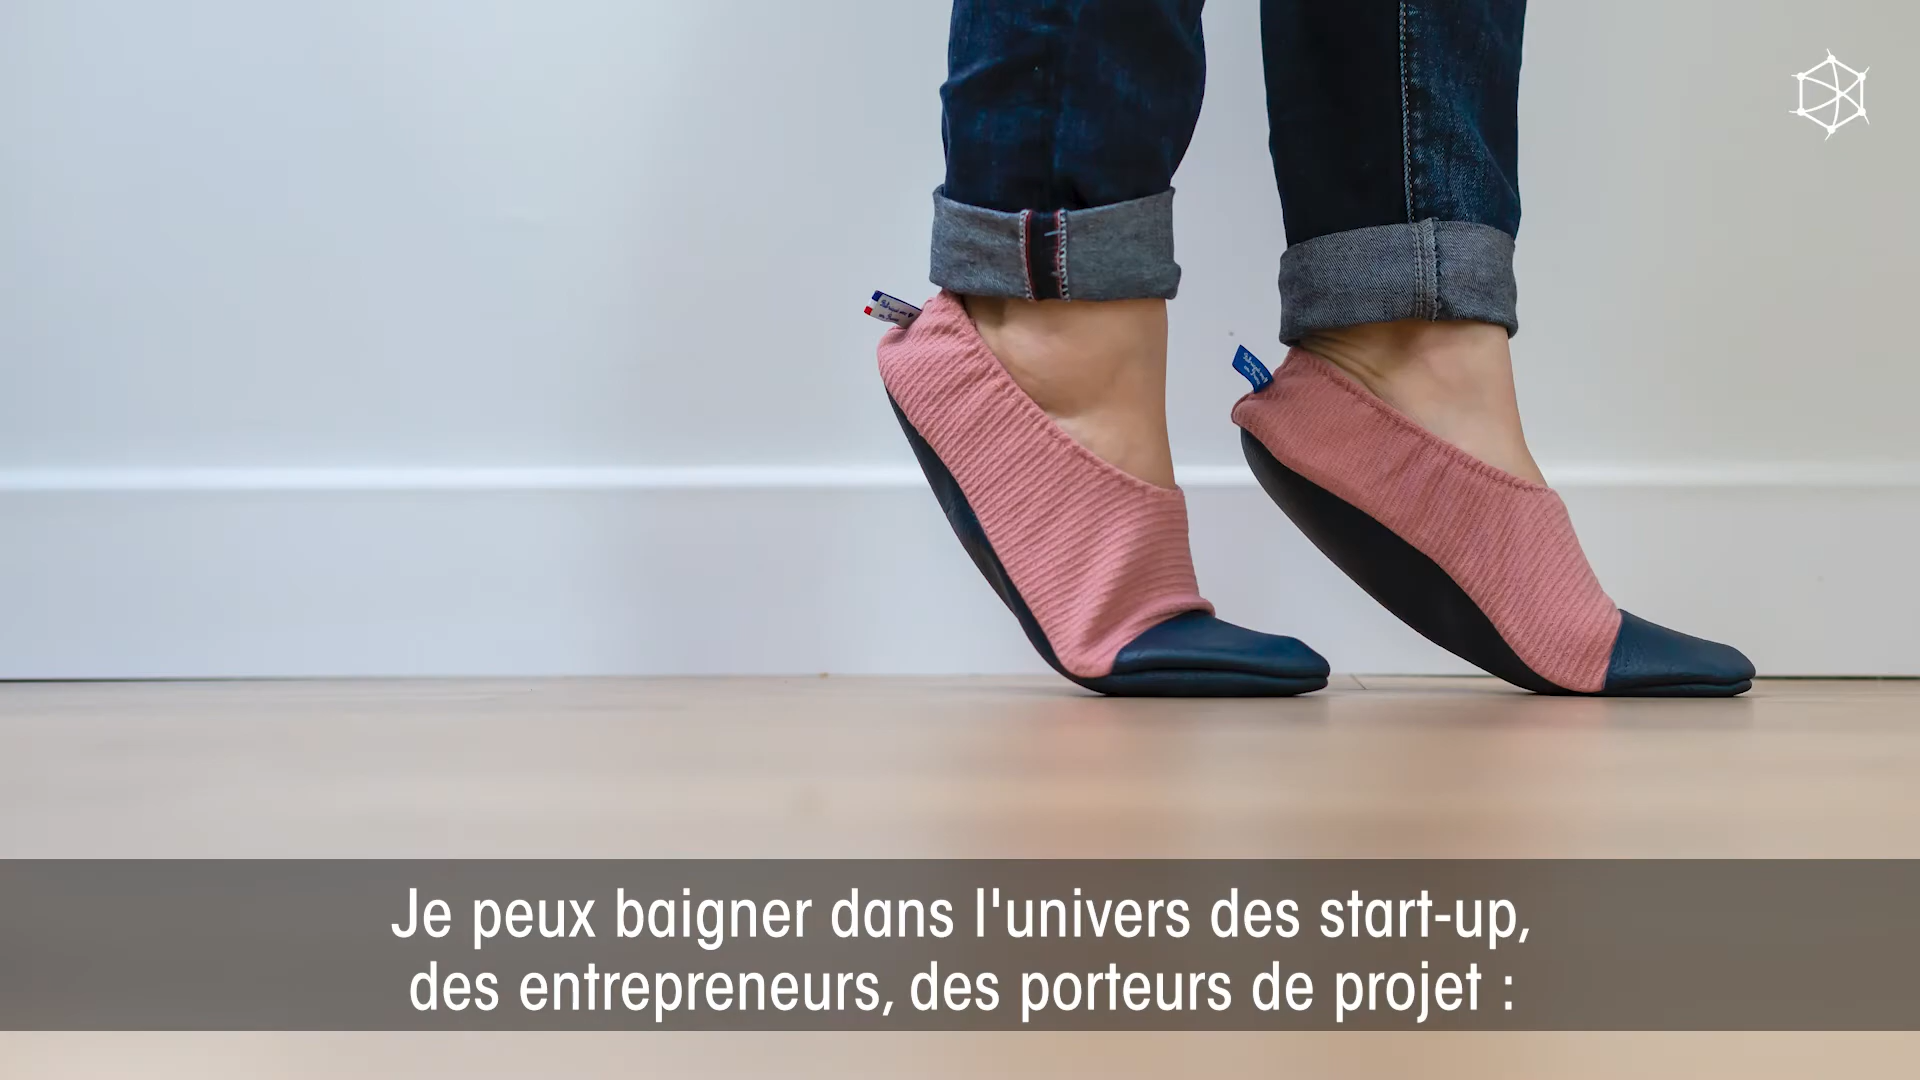 Je peux baigner dans l'univers des start-up,
des entrepreneurs, des porteurs de projet :